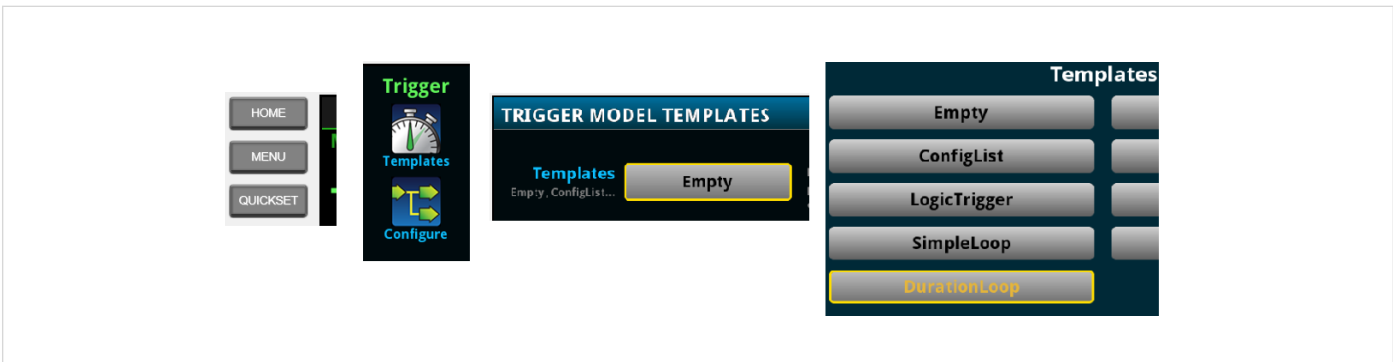 HOME
MENU
QUICKSET
Trigger
Templates
Configure
TRIGGER MODEL TEMPLATES
Templates
Empty, ConfigList...
Empty
Templates
Empty
ConfigList
LogicTrigger
SimpleLoop
DurationLoop